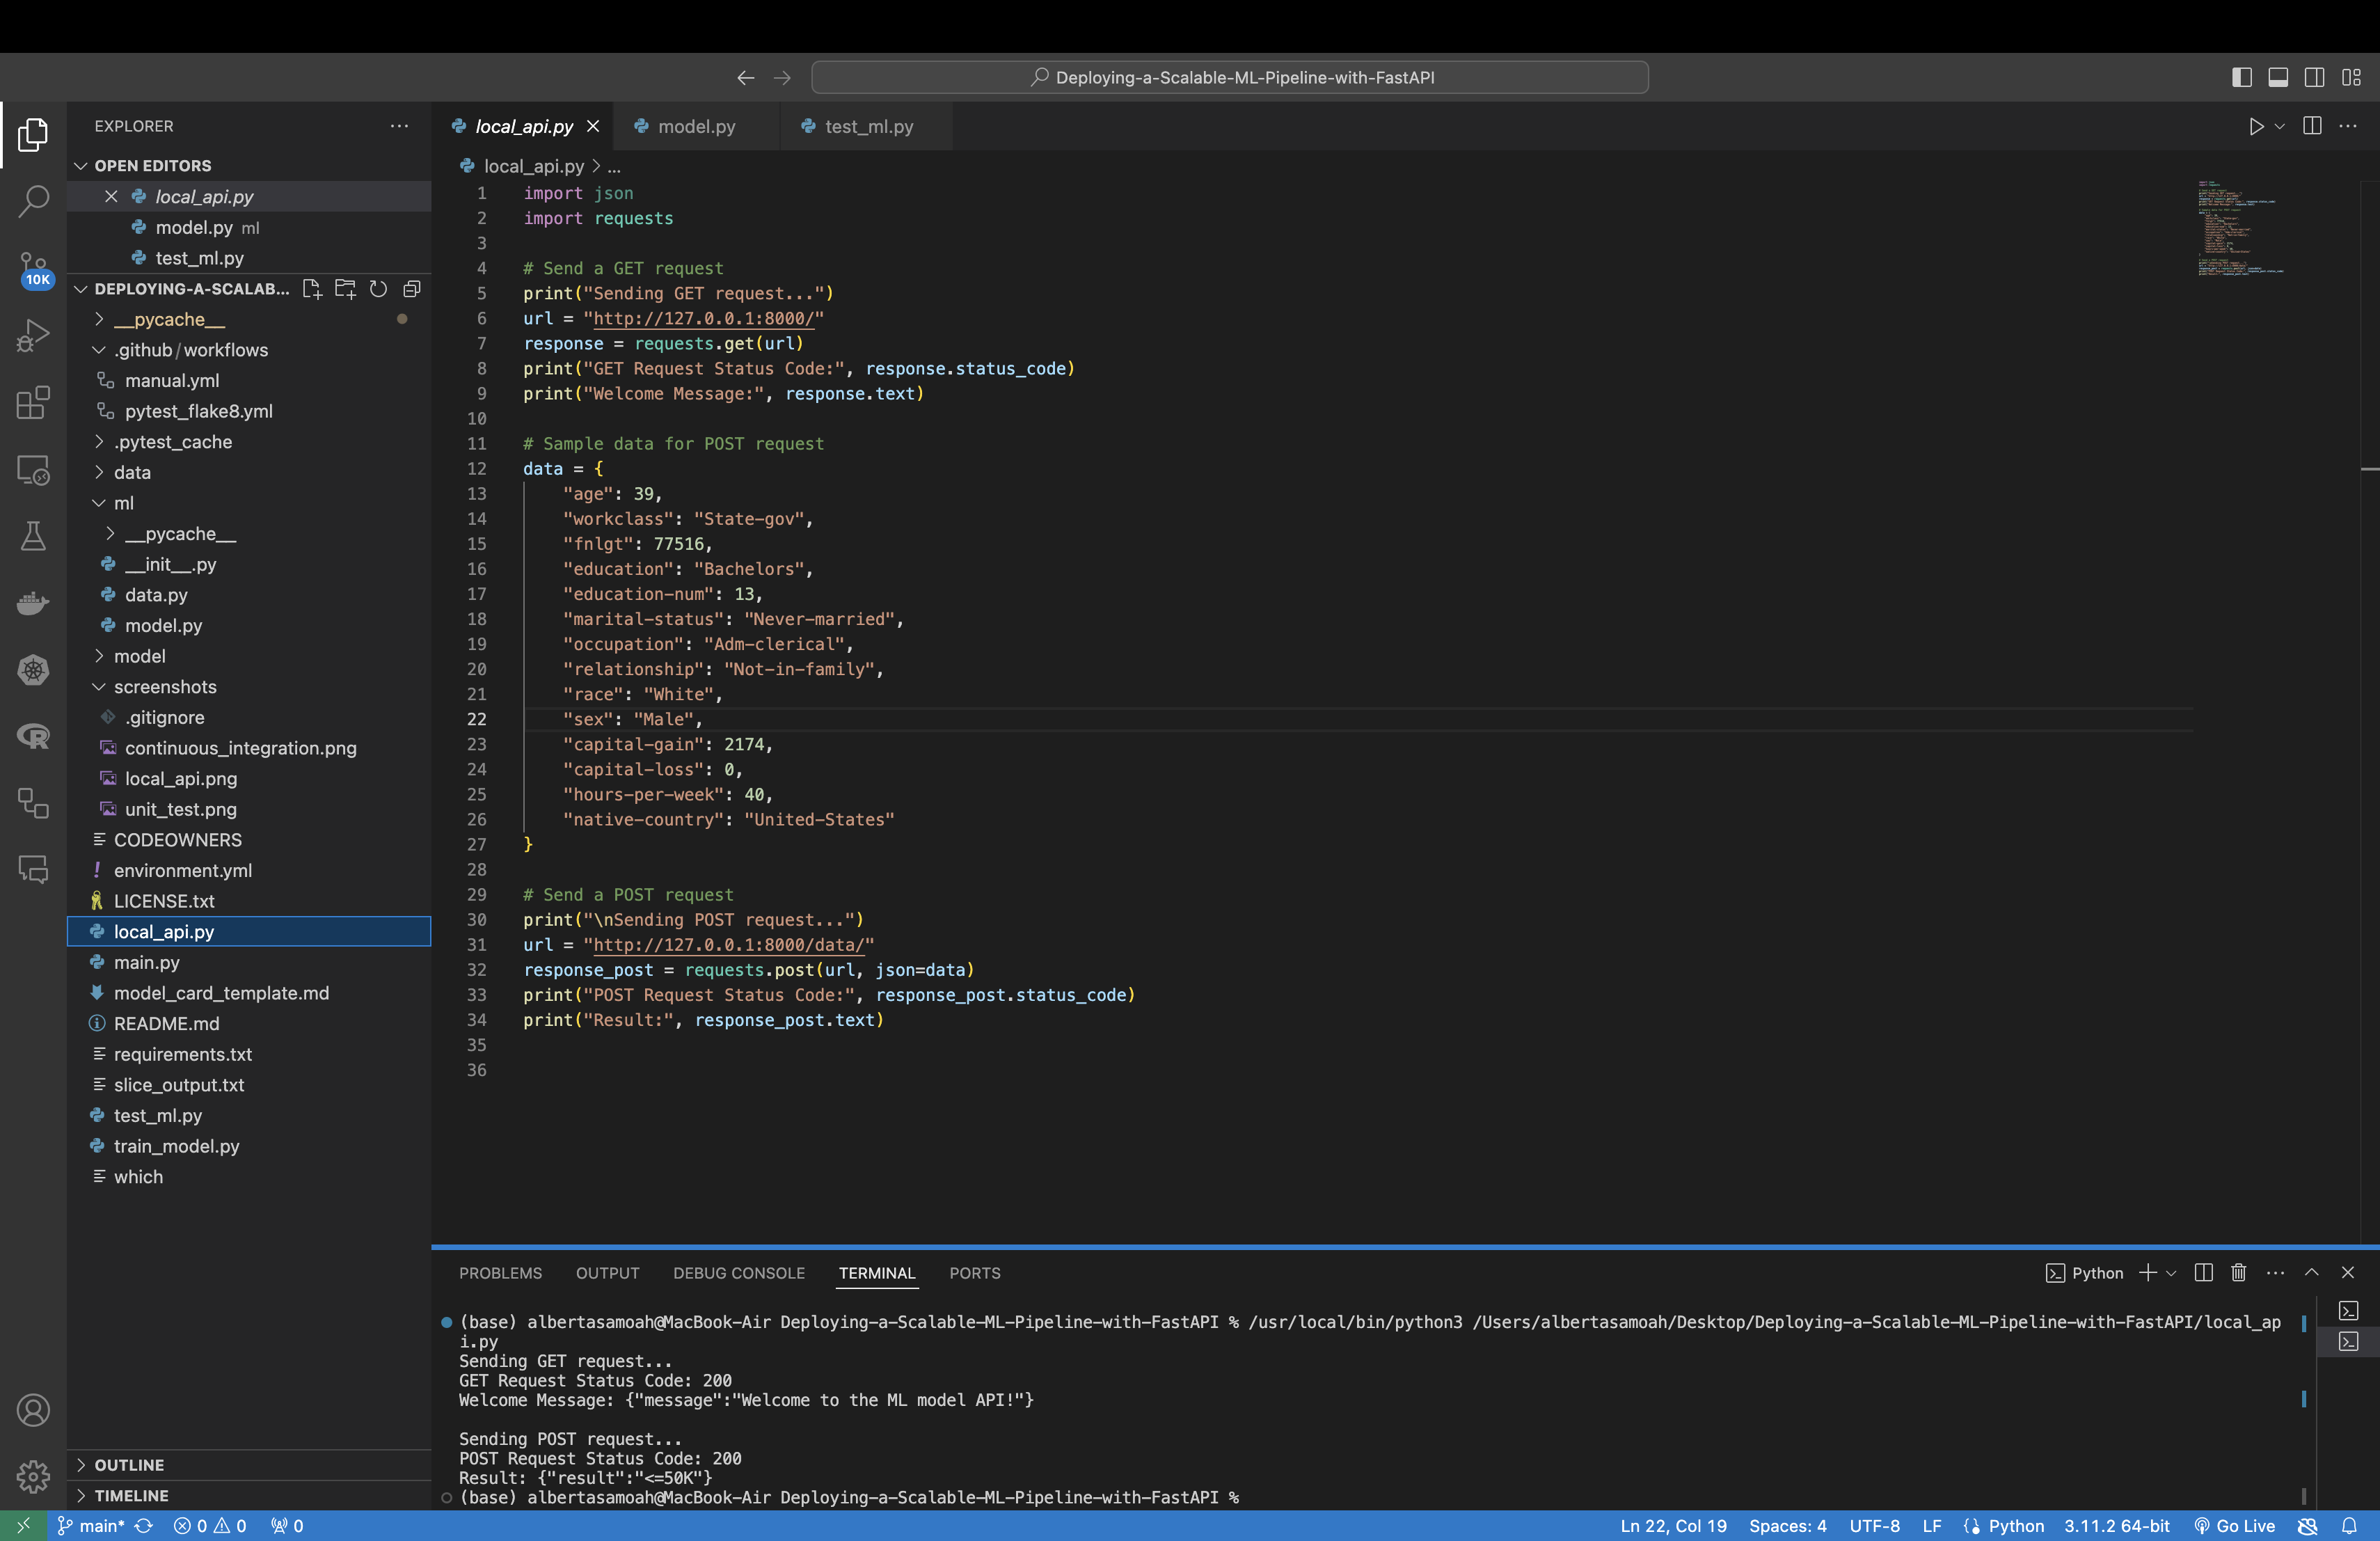 Deploying-a-Scalable-ML-Pipeline-with-FastAPI
EXPLORER
OPEN EDITORS
local_api.py
model.py ml
test_ml.py
DEPLOYING-A-SCALAB...
__pycache__
.github/workflows
manual.yml
pytest_flake8.yml
.pytest_cache
data
ml
__pycache__
__init__.py
data.py
model.py
model
screenshots
.gitignore
continuous_integration.png
local_api.png
unit_test.png
CODEOWNERS
environment.yml
LICENSE.txt
local_api.py
main.py
model_card_template.md
README.md
requirements.txt
slice_output.txt
test_ml.py
train_model.py
which
OUTLINE
TIMELINE
10K
local_api.py
model.py
test_ml.py
local_api.py > ...
1 import json
2 import requests
3
4 # Send a GET request
5 print("Sending GET request...")
6 url = "http://127.0.0.1:8000/"
7 response = requests.get(url)
8 print("GET Request Status Code:", response.status_code)
9 print("Welcome Message:", response.text)
10
11 # Sample data for POST request
12 data = {
13     "age": 39,
14     "workclass": "State-gov",
15     "fnlgt": 77516,
16     "education": "Bachelors",
17     "education-num": 13,
18     "marital-status": "Never-married",
19     "occupation": "Adm-clerical",
20     "relationship": "Not-in-family",
21     "race": "White",
22     "sex": "Male",
23     "capital-gain": 2174,
24     "capital-loss": 0,
25     "hours-per-week": 40,
26     "native-country": "United-States"
27 }
28
29 # Send a POST request
30 print("\nSending POST request...")
31 url = "http://127.0.0.1:8000/data/"
32 response_post = requests.post(url, json=data)
33 print("POST Request Status Code:", response_post.status_code)
34 print("Result:", response_post.text)
35
36
PROBLEMS OUTPUT DEBUG CONSOLE TERMINAL PORTS
Python
(base) albertasamoah@MacBook-Air Deploying-a-Scalable-ML-Pipeline-with-FastAPI % /usr/local/bin/python3 /Users/albertasamoah/Desktop/Deploying-a-Scalable-ML-Pipeline-with-FastAPI/local_ap
i.py
Sending GET request...
GET Request Status Code: 200
Welcome Message: {"message":"Welcome to the ML model API!"}
Sending POST request...
POST Request Status Code: 200
Result: {"result":"<=50K"}
(base) albertasamoah@MacBook-Air Deploying-a-Scalable-ML-Pipeline-with-FastAPI %
main* 0 0 0
Ln 22, Col 19 Spaces: 4 UTF-8 LF Python 3.11.2 64-bit Go Live